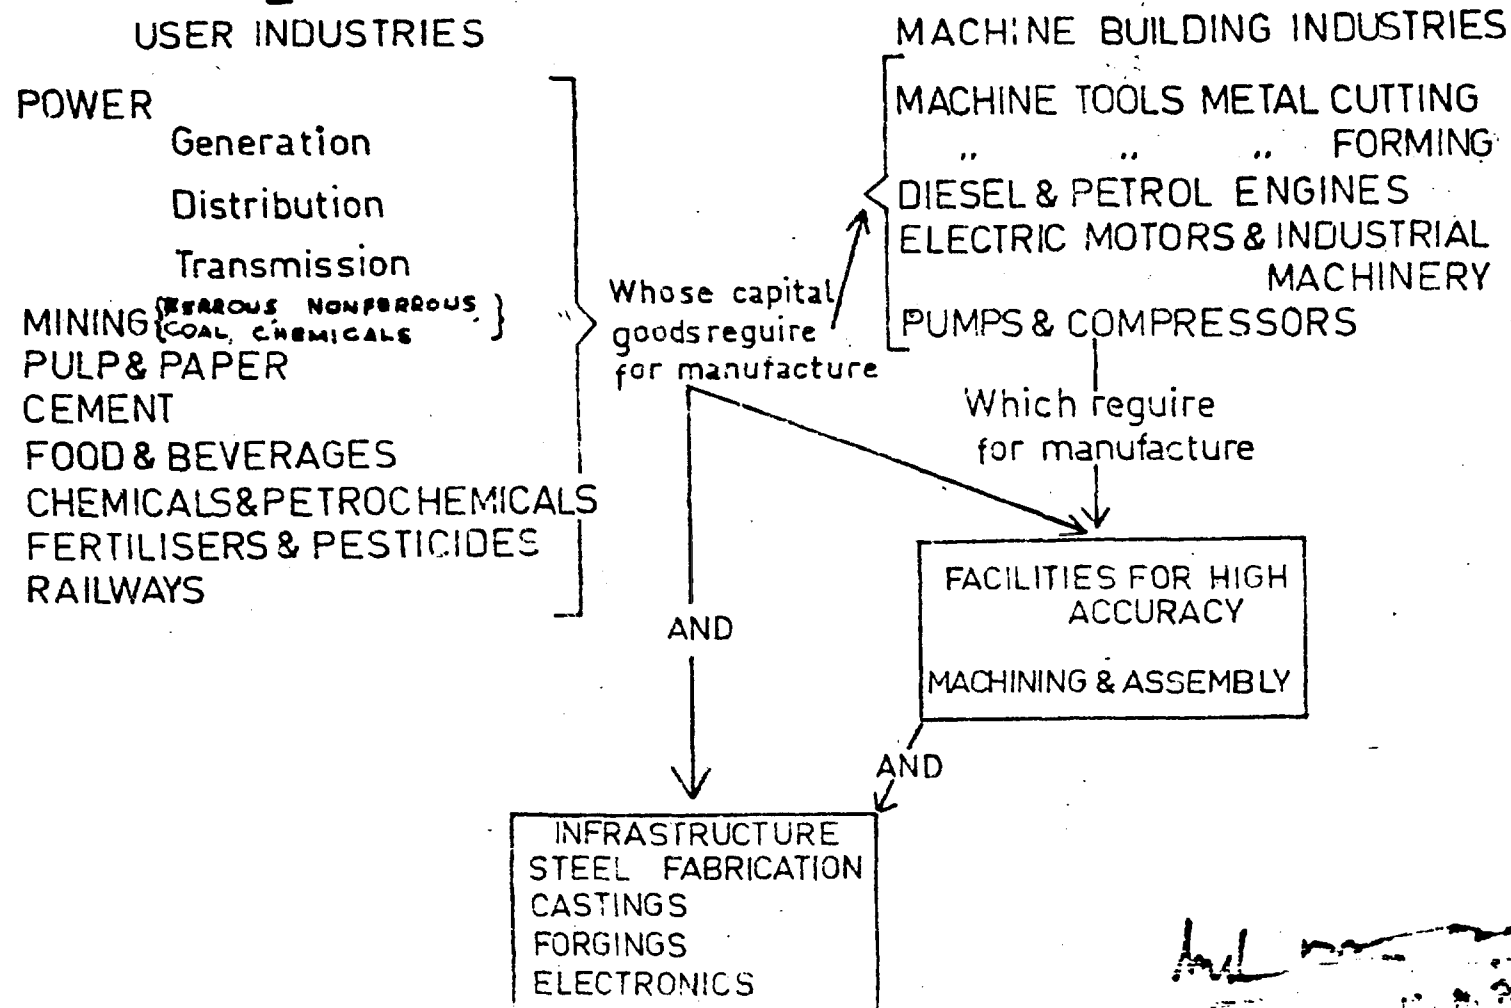 USER INDUSTRIES
POWER
Generation
Distribution
Transmission
MINING {FERROUS NONFERROUS, }
{COAL, CHEMICALS
PULP & PAPER
CEMENT
FOOD & BEVERAGES
CHEMICALS & PETROCHEMICALS
FERTILISERS & PESTICIDES
RAILWAYS
Whose capital
goods require
for manufacture
MACHINE BUILDING INDUSTRIES
MACHINE TOOLS METAL CUTTING
" " " FORMING
DIESEL & PETROL ENGINES
ELECTRIC MOTORS & INDUSTRIAL
MACHINERY
PUMPS & COMPRESSORS
Which require
for manufacture
FACILITIES FOR HIGH
ACCURACY
MACHINING & ASSEMBLY
AND
AND
INFRASTRUCTURE
STEEL FABRICATION
CASTINGS
FORGINGS
ELECTRONICS